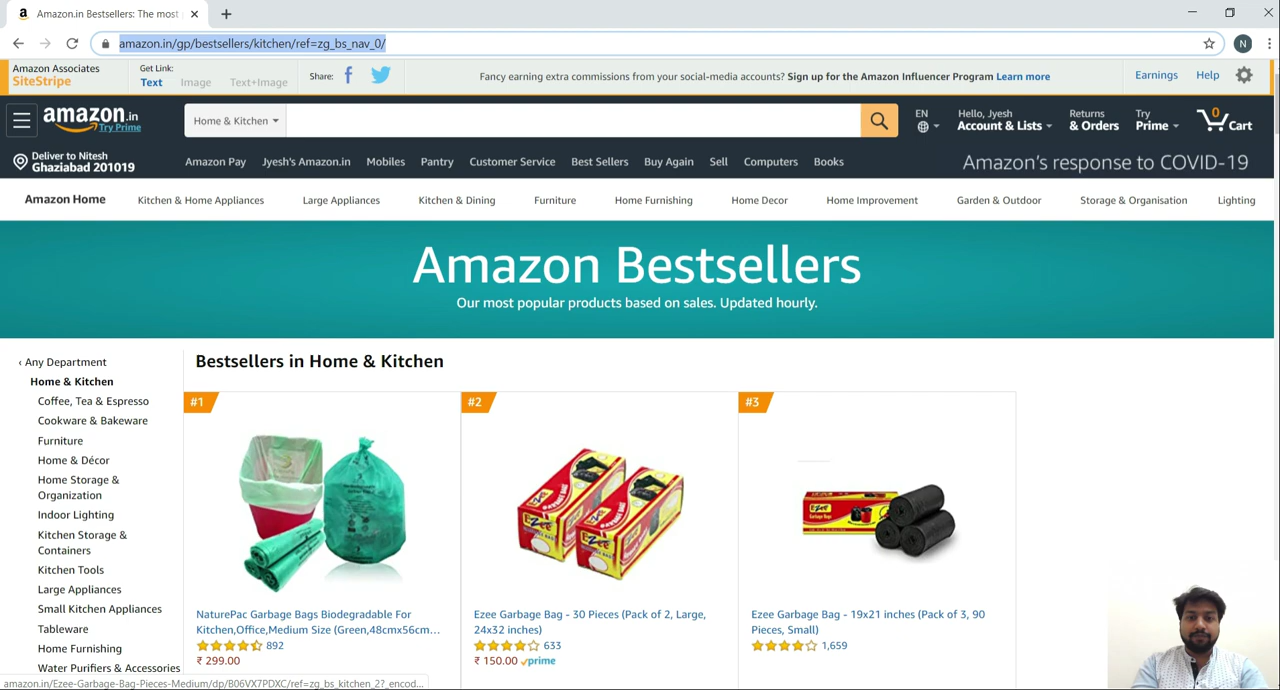 Amazon.in Bestsellers: The most
amazon.in/gp/bestsellers/kitchen/ref=zg_bs_nav_0/
N
Amazon Associates
SiteStripe
Get Link:
Text Image Text+Image
Share:
Fancy earning extra commissions from your social-media accounts? Sign up for the Amazon Influencer Program Learn more
Earnings Help
amazon.in
Try Prime
Home & Kitchen
EN
Hello, Jyesh
Account & Lists
Returns
& Orders
Try
Prime
0
Cart
Deliver to Nitesh
Ghaziabad 201019
Amazon Pay Jyesh's Amazon.in Mobiles Pantry Customer Service Best Sellers Buy Again Sell Computers Books
Amazon's response to COVID-19
Amazon Home Kitchen & Home Appliances Large Appliances Kitchen & Dining Furniture Home Furnishing Home Decor Home Improvement Garden & Outdoor Storage & Organisation Lighting
Amazon Bestsellers
Our most popular products based on sales. Updated hourly.
‹ Any Department
Home & Kitchen
Coffee, Tea & Espresso
Cookware & Bakeware
Furniture
Home & Décor
Home Storage &
Organization
Indoor Lighting
Kitchen Storage &
Containers
Kitchen Tools
Large Appliances
Small Kitchen Appliances
Tableware
Home Furnishing
Water Purifiers & Accessories
Bestsellers in Home & Kitchen
#1
NaturePac Garbage Bags Biodegradable For
Kitchen,Office,Medium Size (Green,48cmx56cm...
892
₹ 299.00
#2
Ezee
Ezee
Ezee Garbage Bag - 30 Pieces (Pack of 2, Large,
24x32 inches)
633
₹ 150.00 prime
#3
Ezee Garbage Bag - 19x21 inches (Pack of 3, 90
Pieces, Small)
1,659
amazon.in/Ezee-Garbage-Bag-Pieces-Medium/dp/B06VX7PDXC/ref=zg_bs_kitchen_2?_encod...